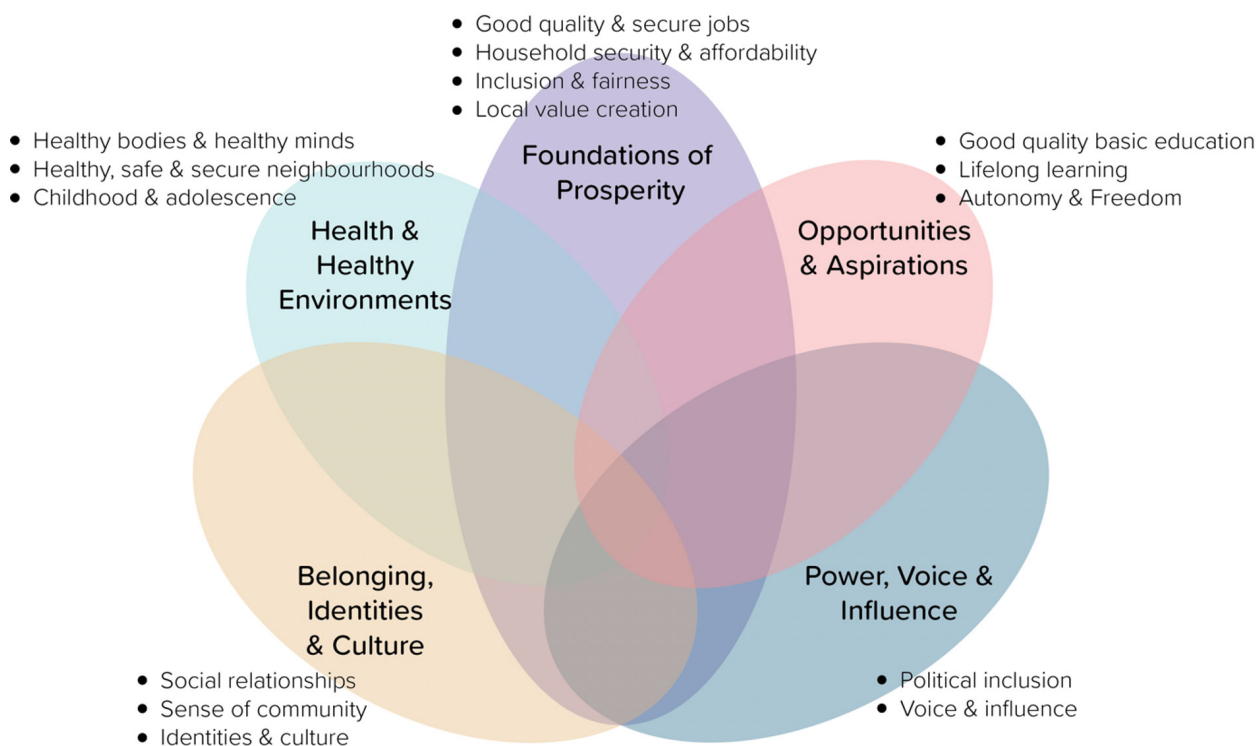 • Good quality & secure jobs
• Household security & affordability
• Inclusion & fairness
• Local value creation
Foundations of
Prosperity
• Healthy bodies & healthy minds
• Healthy, safe & secure neighbourhoods
• Childhood & adolescence
Health &
Healthy
Environments
• Good quality basic education
• Lifelong learning
• Autonomy & Freedom
Opportunities
& Aspirations
Belonging,
Identities
& Culture
• Social relationships
• Sense of community
• Identities & culture
Power, Voice &
Influence
• Political inclusion
• Voice & influence